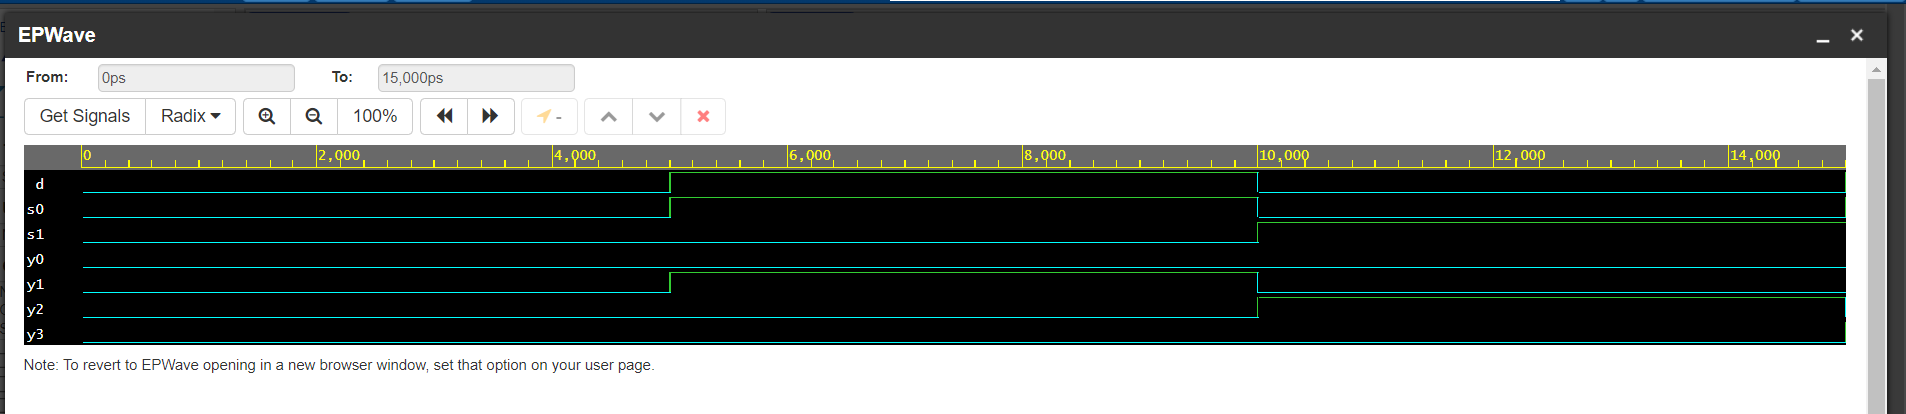 EPWave
From: 0ps To: 15,000ps
Get Signals Radix 100% -
0 2,000 4,000 6,000 8,000 10,000 12,000 14,000
d
s0
s1
y0
y1
y2
y3
Note: To revert to EPWave opening in a new browser window, set that option on your user page.